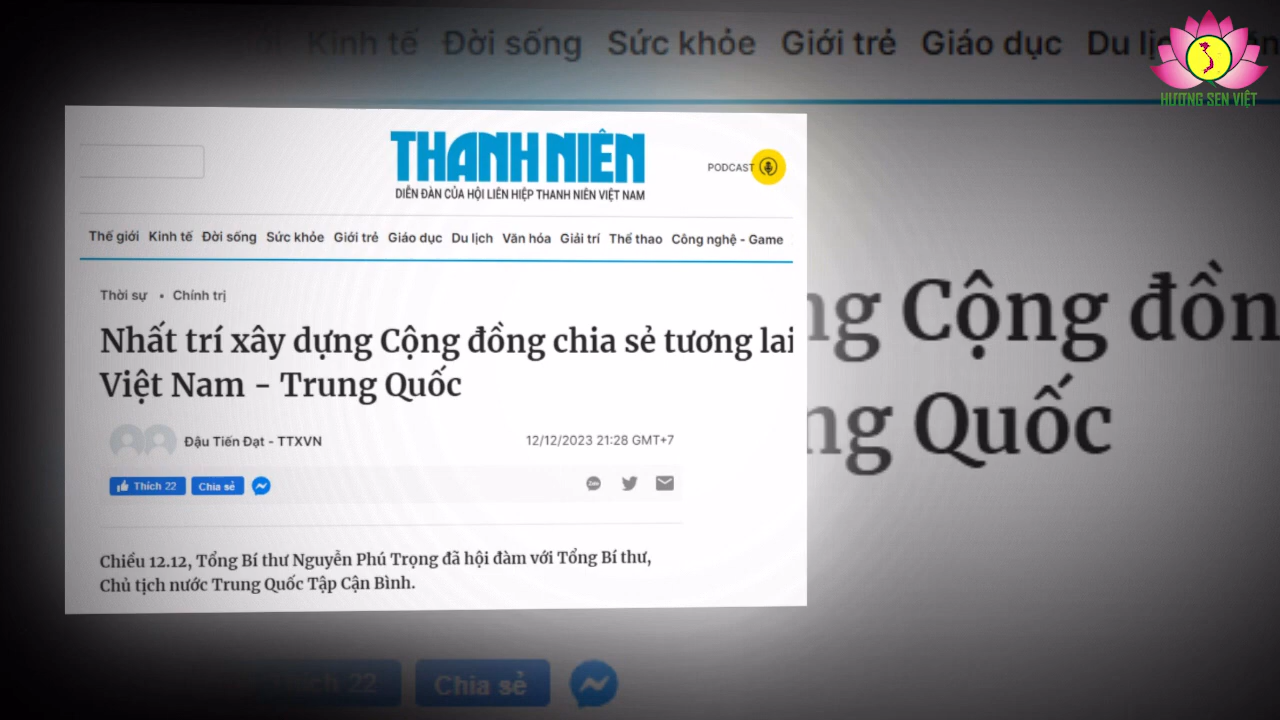 Kinh tế Đời sống Sức khỏe Giới trẻ Giáo dục Du lịch
HƯƠNG SEN VIỆT
THANH NIÊN
DIỄN ĐÀN CỦA HỘI LIÊN HIỆP THANH NIÊN VIỆT NAM
PODCAST
Thế giới Kinh tế Đời sống Sức khỏe Giới trẻ Giáo dục Du lịch Văn hóa Giải trí Thể thao Công nghệ - Game
Thời sự • Chính trị
Nhất trí xây dựng Cộng đồng chia sẻ tương lai
Việt Nam - Trung Quốc
ng Cộng đồn
ng Quốc
Đậu Tiến Đạt - TTXVN
12/12/2023 21:28 GMT+7
Thích 22 Chia sẻ
Zalo
Chiều 12.12, Tổng Bí thư Nguyễn Phú Trọng đã hội đàm với Tổng Bí thư,
Chủ tịch nước Trung Quốc Tập Cận Bình.
Thích 22 Chia sẻ